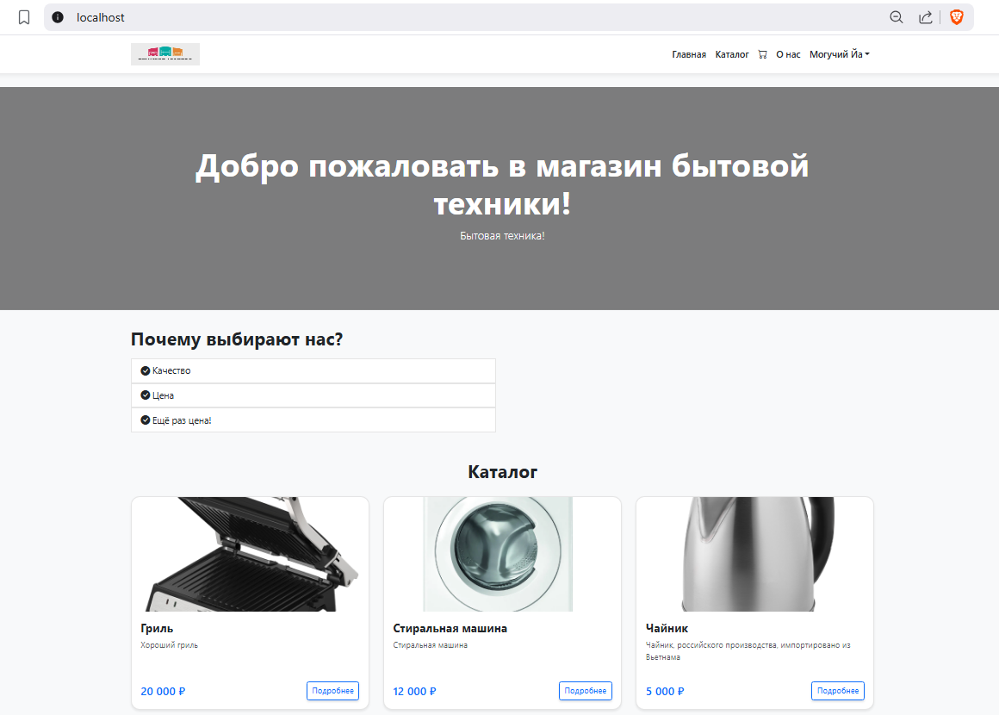 localhost
Главная Каталог О нас Могучий Йа
Добро пожаловать в магазин бытовой
техники!
Бытовая техника!
Почему выбирают нас?
Качество
Цена
Ещё раз цена!
Каталог
Гриль
Хороший гриль
20 000 ₽ Подробнее
Стиральная машина
Стиральная машина
12 000 ₽ Подробнее
Чайник
Чайник, российского производства, импортировано из
Вьетнама
5 000 ₽ Подробнее